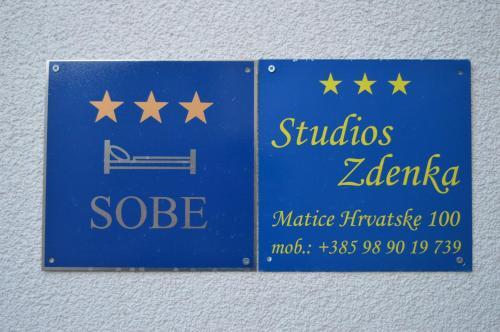 SOBE
Studios
Zdenka
Matice Hrvatske 100
mob.: +385 98 90 19 739